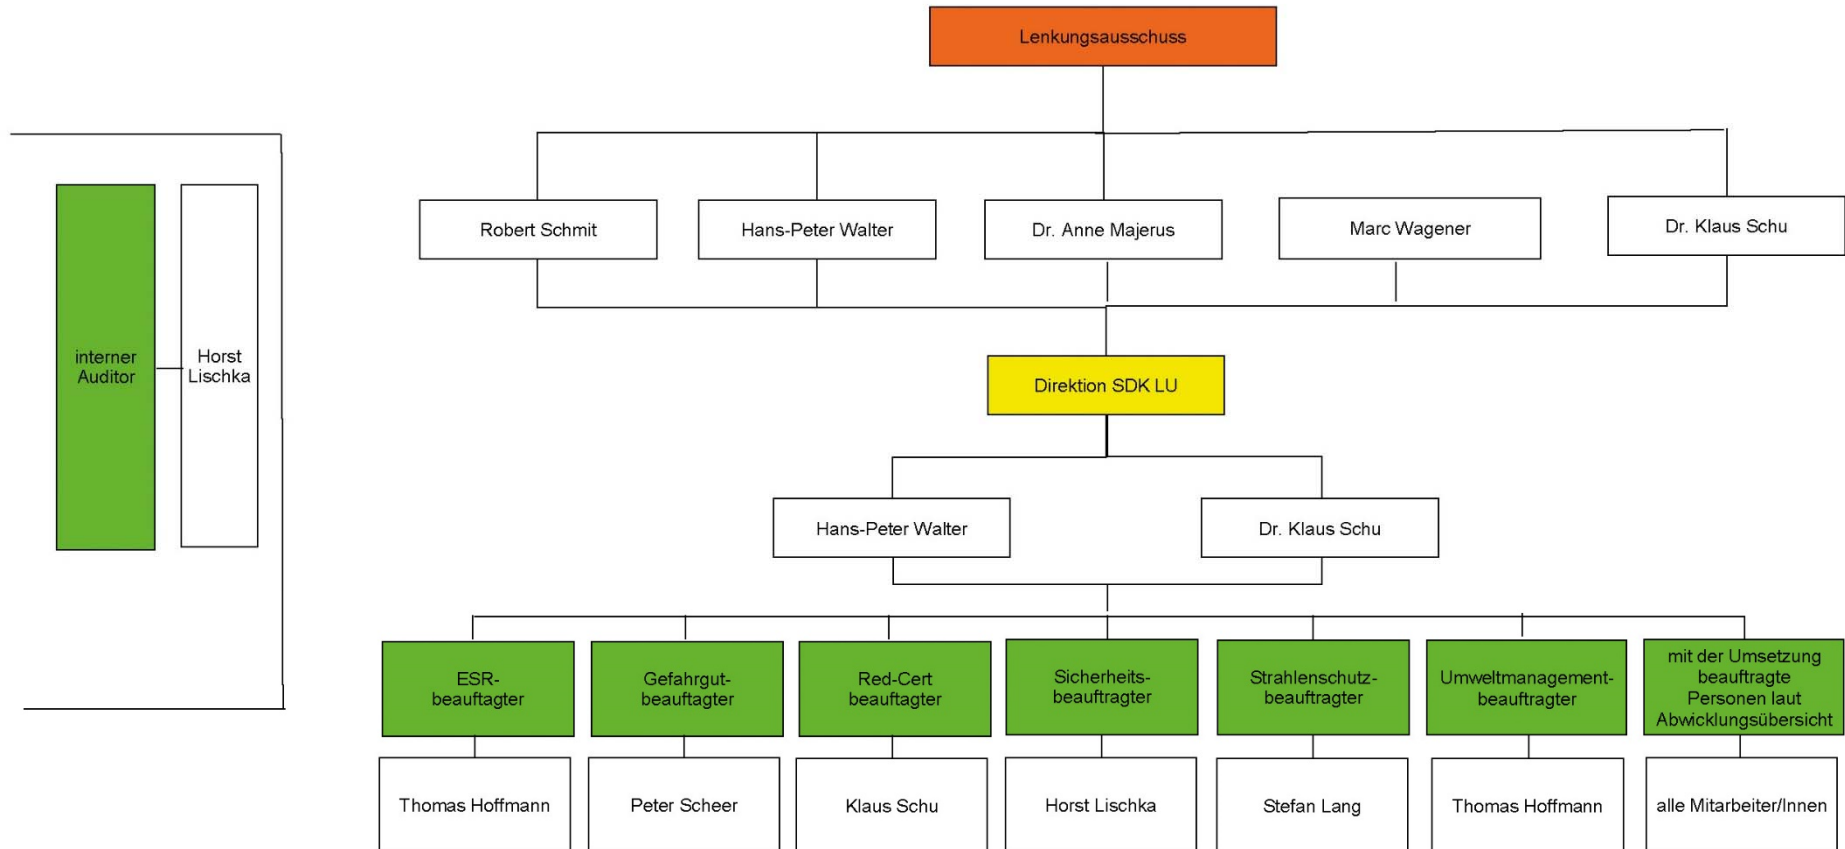 Lenkungsausschuss
Robert Schmit
Hans-Peter Walter
Dr. Anne Majerus
Marc Wagener
Dr. Klaus Schu
interner
Auditor
Horst
Lischka
Direktion SDK LU
Hans-Peter Walter
Dr. Klaus Schu
ESR-
beauftagter
Gefahrgut-
beauftagter
Red-Cert
beauftagter
Sicherheits-
beauftragter
Strahlenschutz-
beauftragter
Umweltmanagement-
beauftragter
mit der Umsetzung
beauftragte
Personen laut
Abwicklungsübersicht
Thomas Hoffmann
Peter Scheer
Klaus Schu
Horst Lischka
Stefan Lang
Thomas Hoffmann
alle Mitarbeiter/Innen